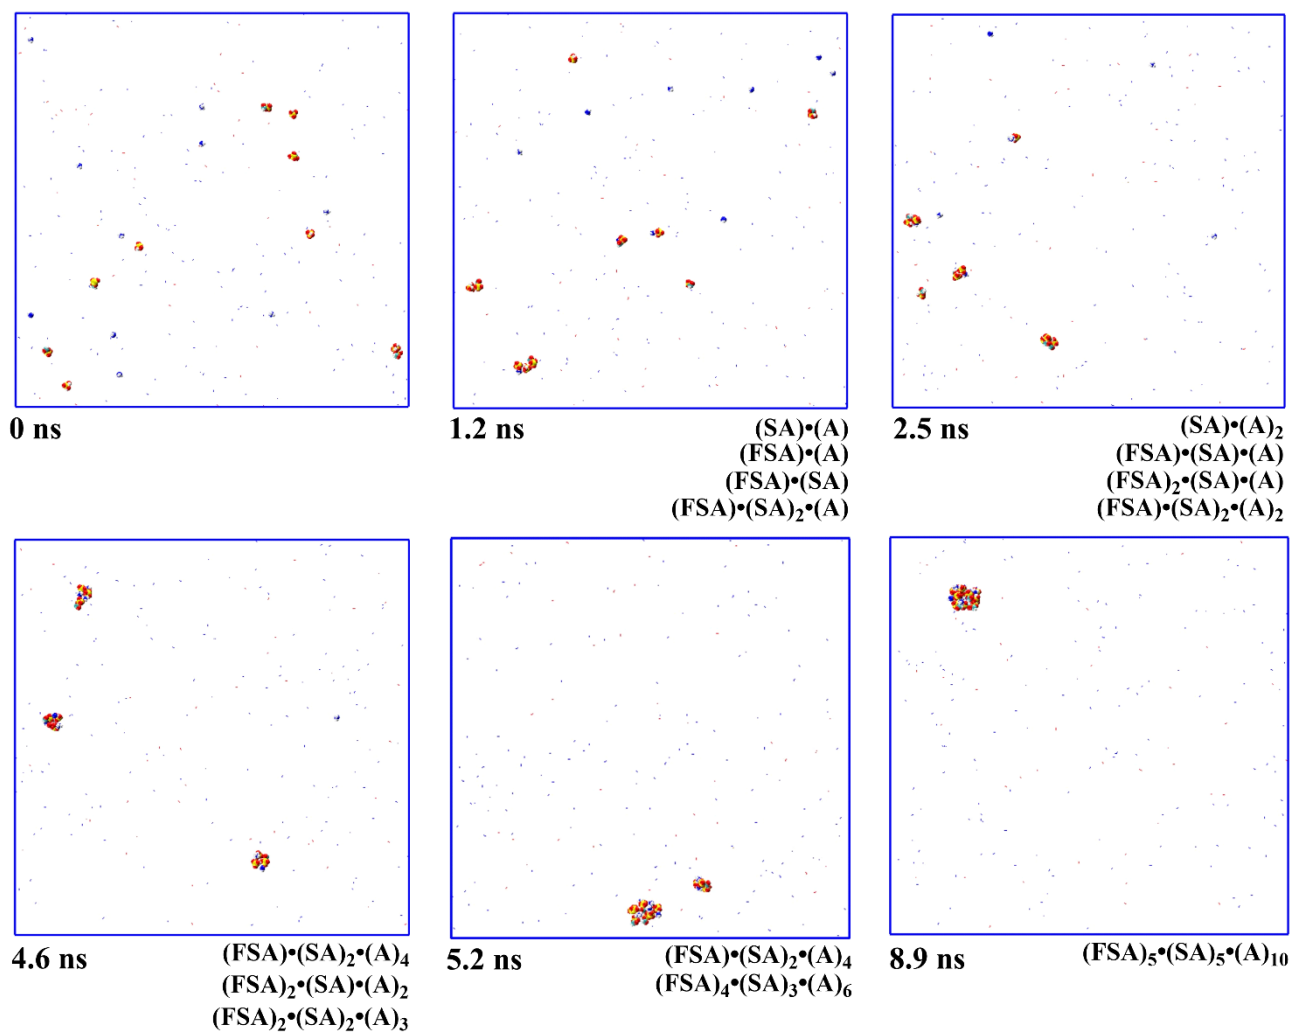 0 ns
1.2 ns
(SA)•(A)
(FSA)•(A)
(FSA)•(SA)
(FSA)•(SA)₂•(A)
2.5 ns
(SA)•(A)₂
(FSA)•(SA)•(A)
(FSA)₂•(SA)•(A)
(FSA)•(SA)₂•(A)₂
4.6 ns
(FSA)•(SA)₂•(A)₄
(FSA)₂•(SA)•(A)₂
(FSA)₂•(SA)₂•(A)₃
5.2 ns
(FSA)•(SA)₂•(A)₄
(FSA)₄•(SA)₃•(A)₆
8.9 ns
(FSA)₅•(SA)₅•(A)₁₀